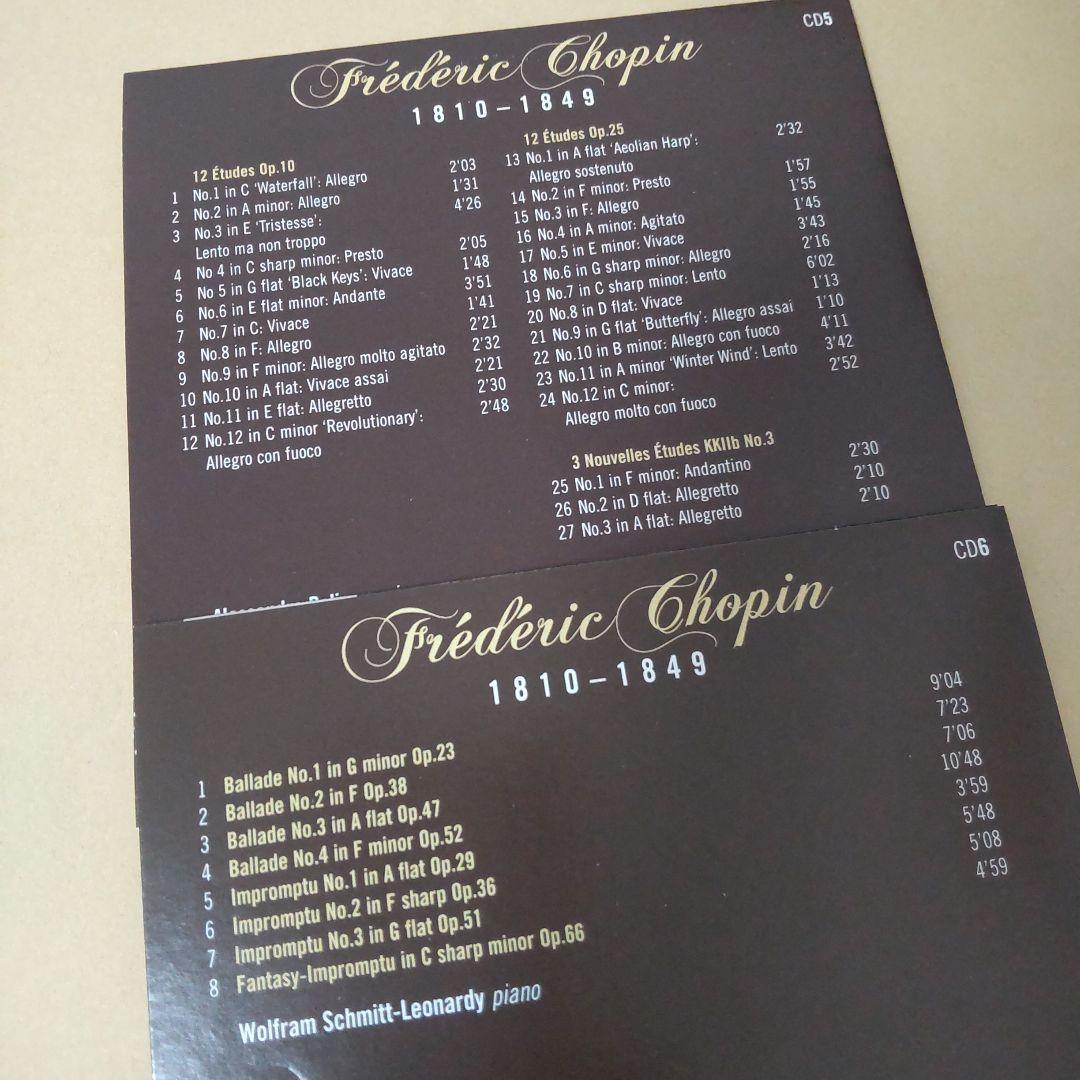 CD5
Frédéric Chopin
1810–1849
12 Études Op.10
1 No.1 in C ‘Waterfall’: Allegro 2’03
2 No.2 in A minor: Allegro 1’31
3 No.3 in E ‘Tristesse’: 4’26
Lento ma non troppo
4 No 4 in C sharp minor: Presto 2’05
5 No 5 in G flat ‘Black Keys’: Vivace 1’48
6 No.6 in E flat minor: Andante 3’51
7 No.7 in C: Vivace 1’41
8 No.8 in F: Allegro 2’21
9 No.9 in F minor: Allegro molto agitato 2’32
10 No.10 in A flat: Vivace assai 2’21
11 No.11 in E flat: Allegretto 2’30
12 No.12 in C minor ‘Revolutionary’: 2’48
Allegro con fuoco
12 Études Op.25
13 No.1 in A flat ‘Aeolian Harp’: 2’32
Allegro sostenuto
14 No.2 in F minor: Presto 1’57
15 No.3 in F: Allegro 1’55
16 No.4 in A minor: Agitato 1’45
17 No.5 in E minor: Vivace 3’43
18 No.6 in G sharp minor: Allegro 2’16
19 No.7 in C sharp minor: Lento 6’02
20 No.8 in D flat: Vivace 1’13
21 No.9 in G flat ‘Butterfly’: Allegro assai 1’10
22 No.10 in B minor: Allegro con fuoco 4’11
23 No.11 in A minor ‘Winter Wind’: Lento 3’42
24 No.12 in C minor: 2’52
Allegro molto con fuoco
3 Nouvelles Études KKIIb No.3
25 No.1 in F minor: Andantino 2’30
26 No.2 in D flat: Allegretto 2’10
27 No.3 in A flat: Allegretto 2’10
CD6
Frédéric Chopin
1810–1849
1 Ballade No.1 in G minor Op.23 9’04
2 Ballade No.2 in F Op.38 7’23
3 Ballade No.3 in A flat Op.47 7’06
4 Ballade No.4 in F minor Op.52 10’48
5 Impromptu No.1 in A flat Op.29 3’59
6 Impromptu No.2 in F sharp Op.36 5’48
7 Impromptu No.3 in G flat Op.51 5’08
8 Fantasy-Impromptu in C sharp minor Op.66 4’59
Wolfram Schmitt-Leonardy piano